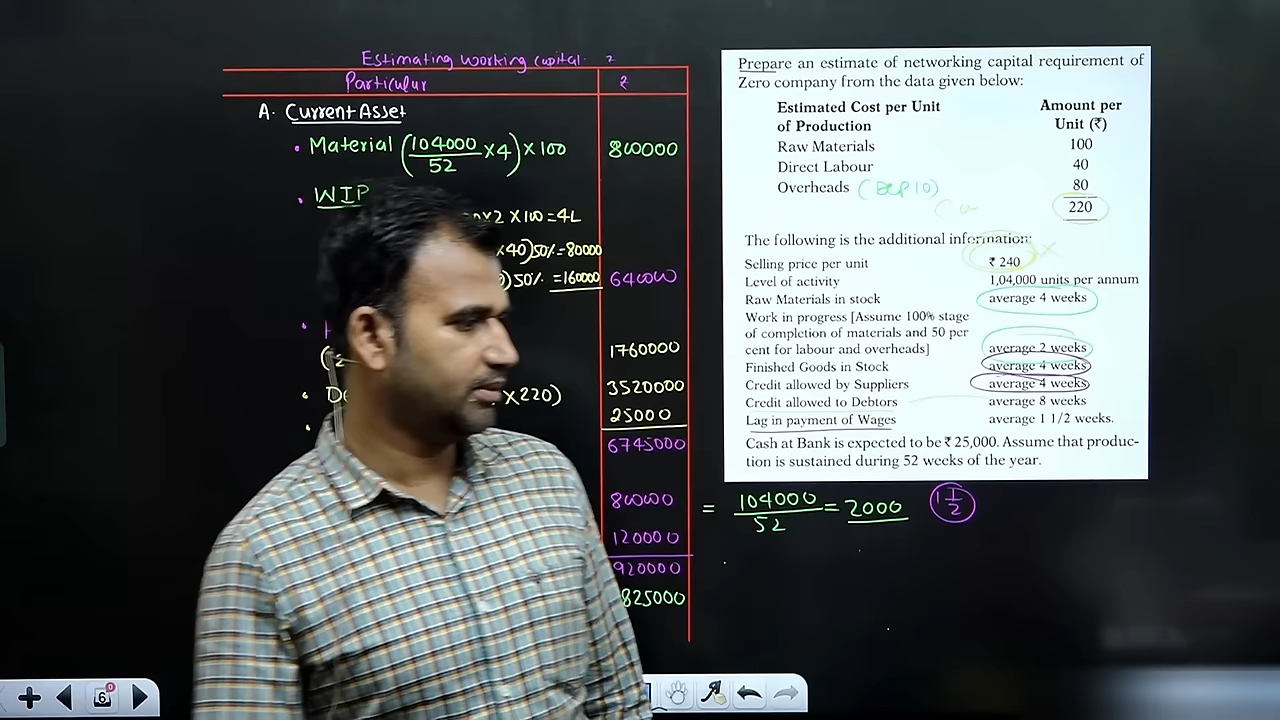 Estimating working capital.
Particular ₹
A. Current Asset
• Material (104000/52 × 4) × 100 800000
• WIP
×2 × 100 = 4L
×40) 50% = 80000
) 50% = 160000 640000
1760000
×220) 3520000
25000
6745000
800000
120000
920000
825000
Prepare an estimate of networking capital requirement of
Zero company from the data given below:
Estimated Cost per Unit Amount per
of Production Unit (₹)
Raw Materials 100
Direct Labour 40
Overheads (Dep 10) 80
220
The following is the additional information:
Selling price per unit ₹ 240
Level of activity 1,04,000 units per annum
Raw Materials in stock average 4 weeks
Work in progress [Assume 100% stage
of completion of materials and 50 per
cent for labour and overheads] average 2 weeks
Finished Goods in Stock average 4 weeks
Credit allowed by Suppliers average 4 weeks
Credit allowed to Debtors average 8 weeks
Lag in payment of Wages average 1 1/2 weeks.
Cash at Bank is expected to be ₹ 25,000. Assume that produc-
tion is sustained during 52 weeks of the year.
= 104000/52 = 2000 1 1/2
6